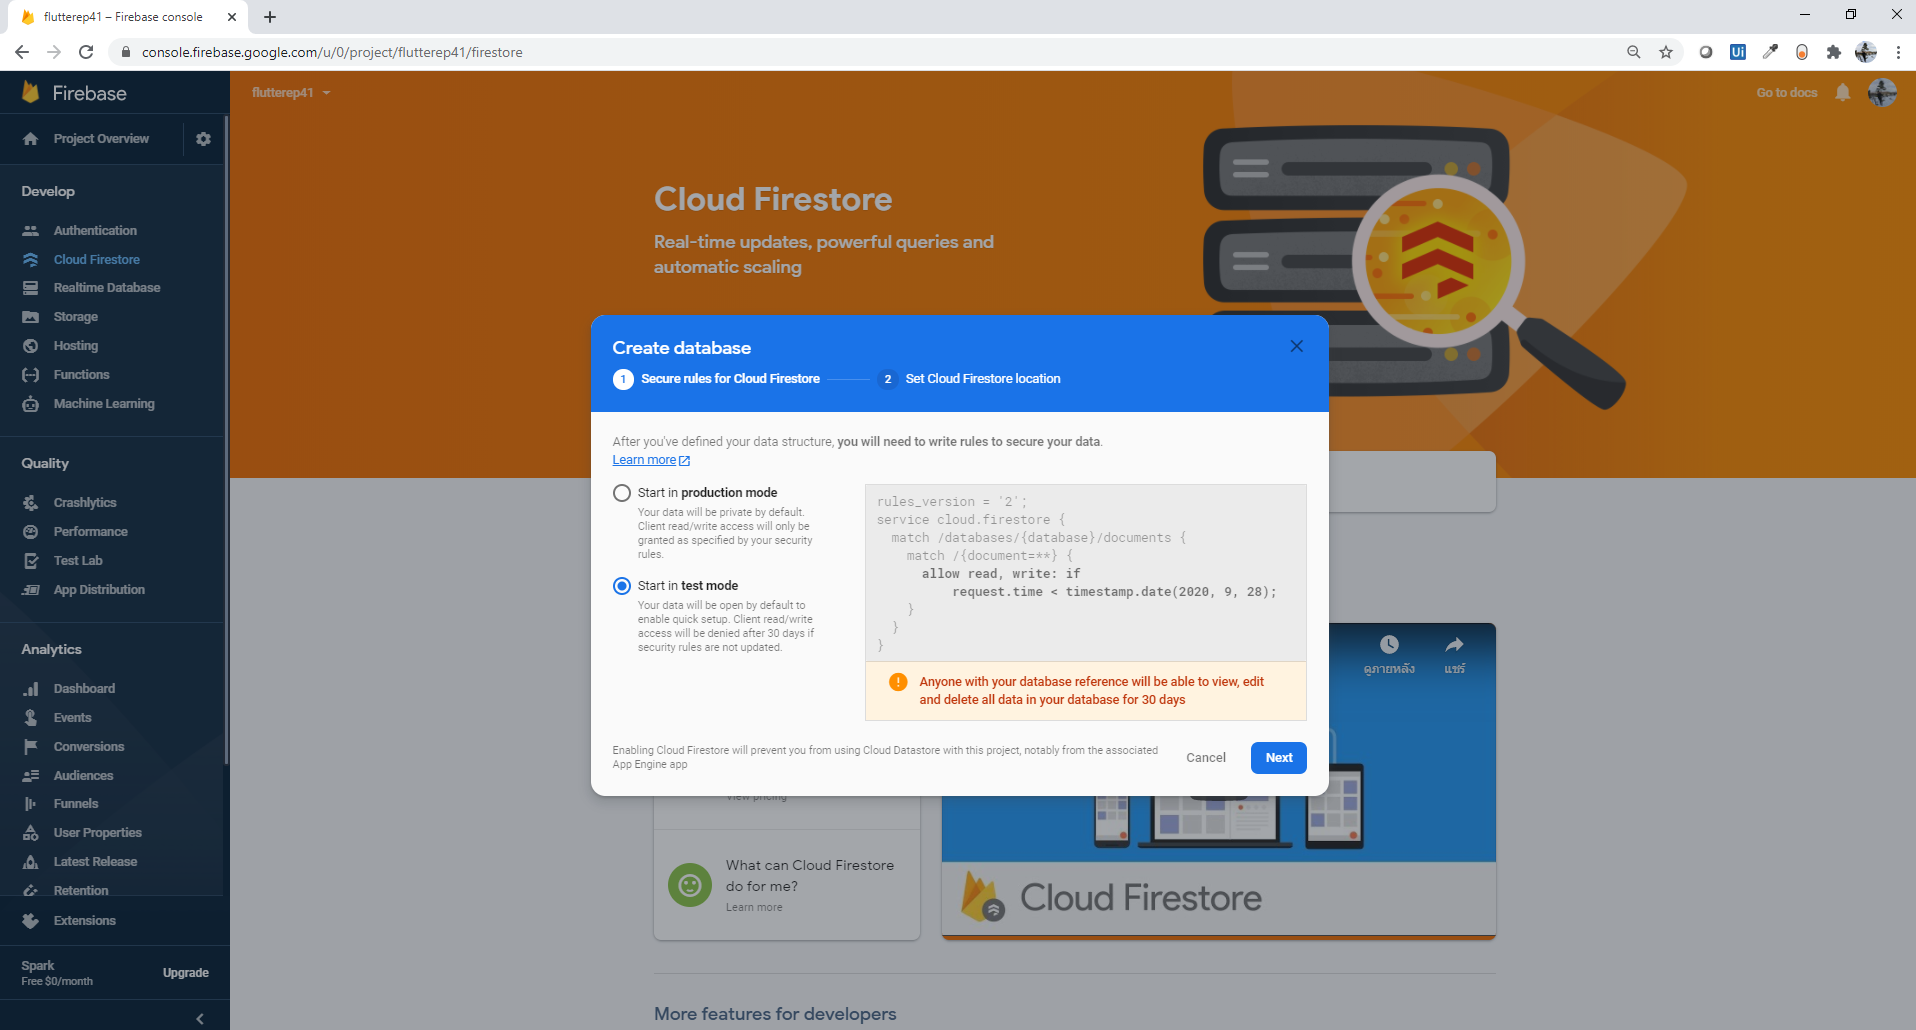 flutterep41 – Firebase console
console.firebase.google.com/u/0/project/flutterep41/firestore
Ui
Firebase
Project Overview
Develop
Authentication
Cloud Firestore
Realtime Database
Storage
Hosting
Functions
Machine Learning
Quality
Crashlytics
Performance
Test Lab
App Distribution
Analytics
Dashboard
Events
Conversions
Audiences
Funnels
User Properties
Latest Release
Retention
Extensions
Spark
Free $0/month
Upgrade
flutterep41
Go to docs
Cloud Firestore
Real-time updates, powerful queries and
automatic scaling
Create database
1 Secure rules for Cloud Firestore
2 Set Cloud Firestore location
After you've defined your data structure, you will need to write rules to secure your data.
Learn more
Start in production mode
Your data will be private by default.
Client read/write access will only be
granted as specified by your security
rules.
Start in test mode
Your data will be open by default to
enable quick setup. Client read/write
access will be denied after 30 days if
security rules are not updated.
rules_version = '2';
service cloud.firestore {
match /databases/{database}/documents {
match /{document=**} {
allow read, write: if
request.time < timestamp.date(2020, 9, 28);
}
}
}
Anyone with your database reference will be able to view, edit
and delete all data in your database for 30 days
Enabling Cloud Firestore will prevent you from using Cloud Datastore with this project, notably from the associated
App Engine app
Cancel
Next
ดูภายหลัง
แชร์
View pricing
What can Cloud Firestore
do for me?
Learn more
Cloud Firestore
More features for developers